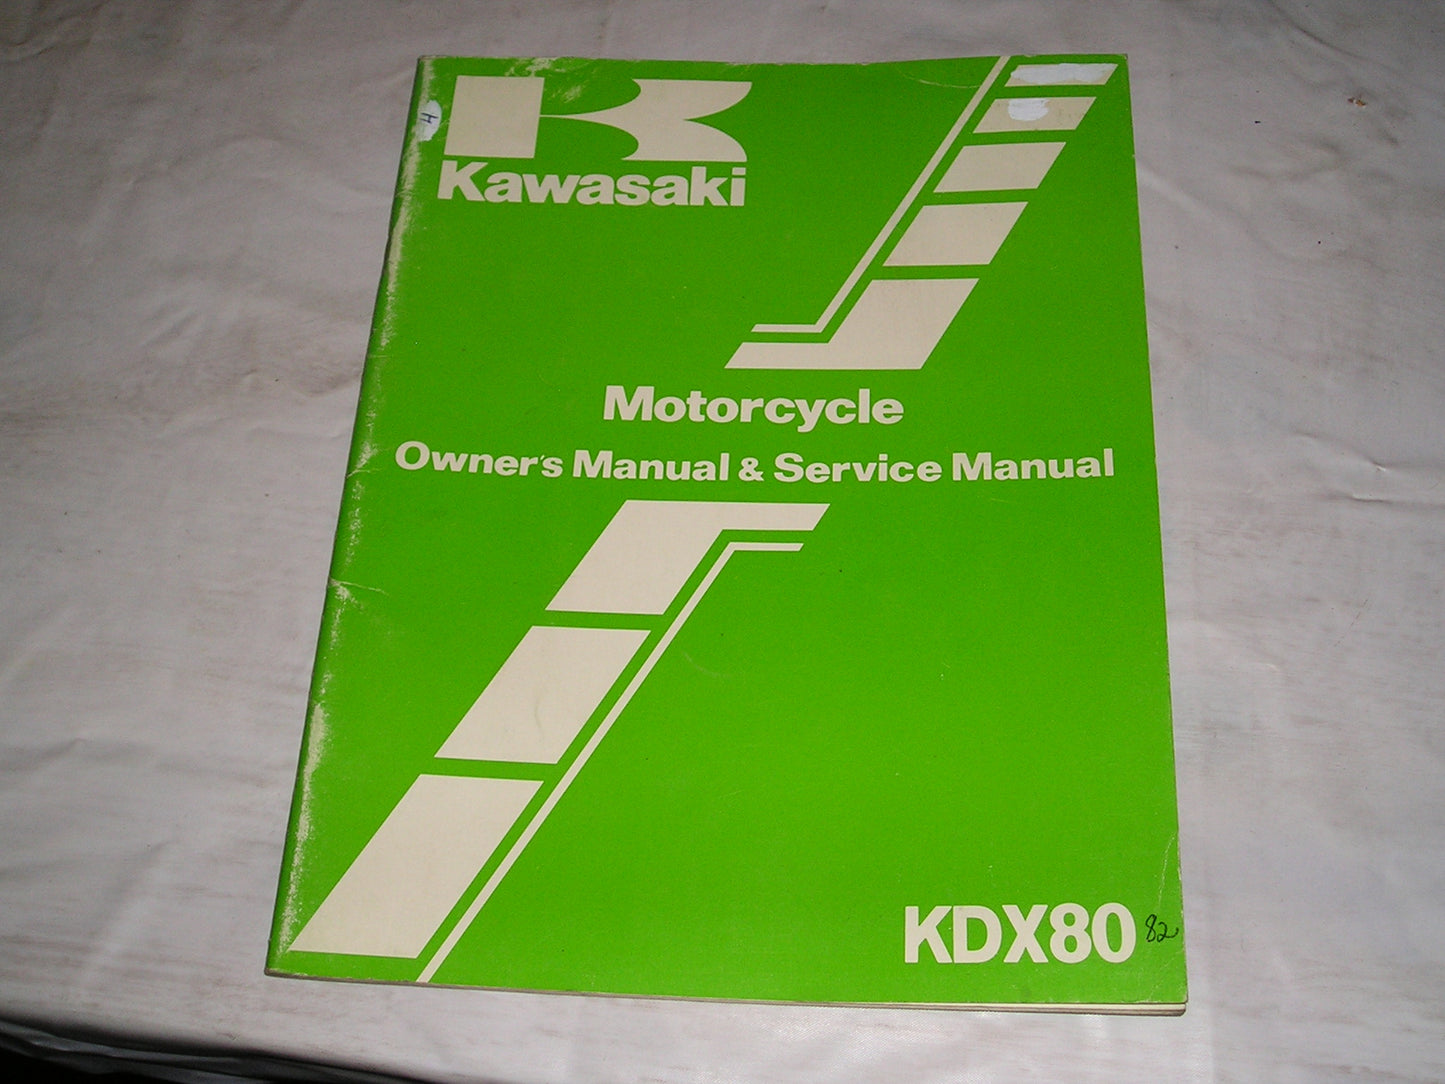 Kawasaki
Motorcycle
Owner's Manual & Service Manual
KDX80 82